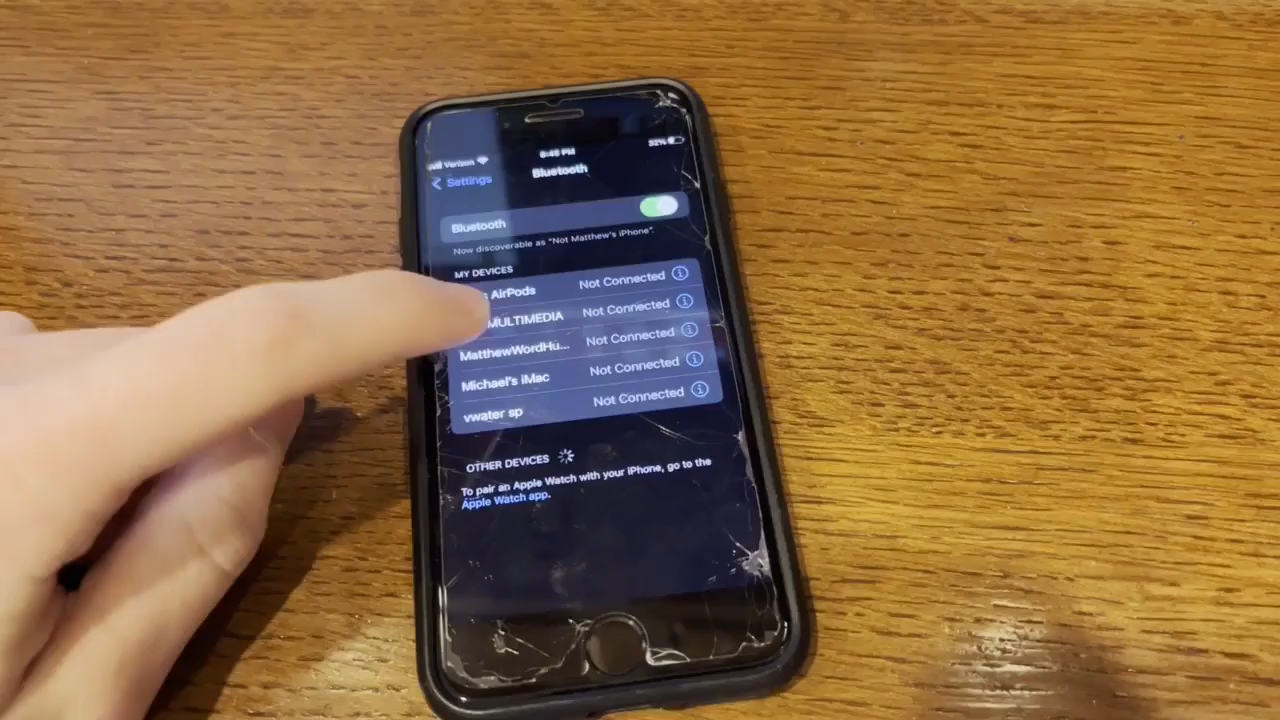 Verizon 8:46 PM 32%
Settings Bluetooth
Bluetooth
Now discoverable as "Not Matthew's iPhone".
MY DEVICES
AirPods Not Connected
MULTIMEDIA Not Connected
MatthewWordHu... Not Connected
Michael's iMac Not Connected
vwater sp Not Connected
OTHER DEVICES
To pair an Apple Watch with your iPhone, go to the
Apple Watch app.